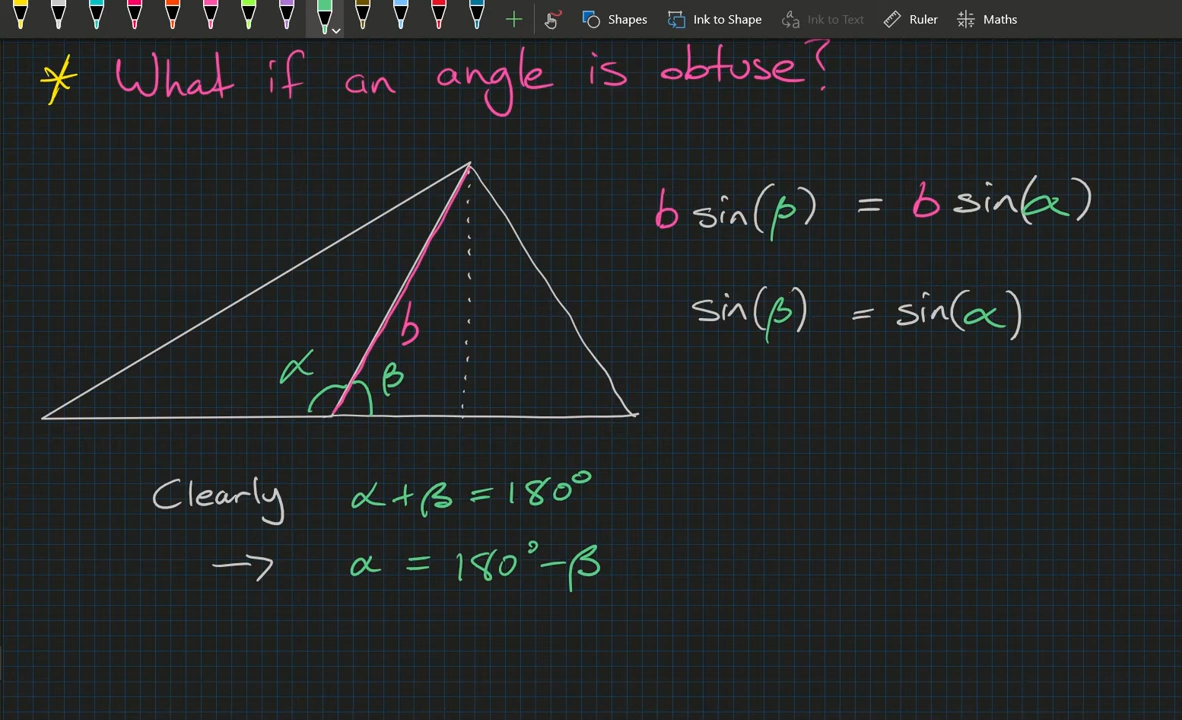 Shapes Ink to Shape Ink to Text Ruler Maths
* What if an angle is obtuse?
b sin(β) = b sin(α)
sin(β) = sin(α)
b
α β
Clearly α + β = 180°
→ α = 180° - β